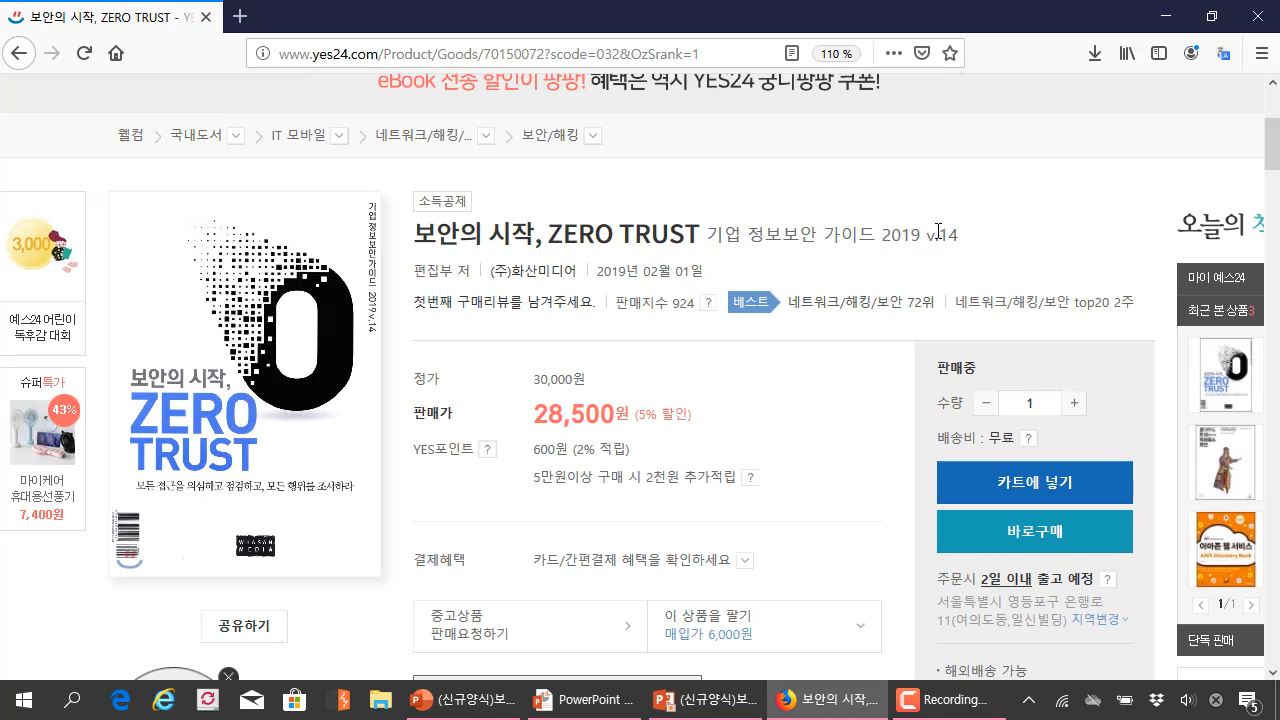 보안의 시작, ZERO TRUST - YE
www.yes24.com/Product/Goods/70150072?scode=032&OzSrank=1
110 %
eBook 전종 할인이 팡팡! 혜택은 역시 YES24 궁디팡팡 쿠폰!
웰컴
국내도서
IT 모바일
네트워크/해킹/...
보안/해킹
3,000
예스24 어린이
독후감 대회
슈퍼특가
43%
마이케어
휴대용선풍기
7,400원
기업 정보보안 가이드 2019 v.14
보안의 시작,
ZERO
TRUST
모든 접근을 의심하고 점검하고, 모든 행위를 조사하라
WHASAN
MEDIA
공유하기
소득공제
보안의 시작, ZERO TRUST 기업 정보보안 가이드 2019 v.14
편집부 저
(주)화산미디어
2019년 02월 01일
첫번째 구매리뷰를 남겨주세요.
판매지수 924 ?
베스트
네트워크/해킹/보안 72위
네트워크/해킹/보안 top20 2주
정가
30,000원
판매가
28,500원 (5% 할인)
YES포인트 ?
600원 (2% 적립)
5만원이상 구매 시 2천원 추가적립 ?
결제혜택
카드/간편결제 혜택을 확인하세요
중고상품
판매요청하기
이 상품을 팔기
매입가 6,000원
판매중
수량
− 1 +
배송비 : 무료 ?
카트에 넣기
바로구매
주문시 2일 이내 출고 예정 ?
서울특별시 영등포구 은행로
11(여의도동,일신빌딩) 지역변경
· 해외배송 가능
오늘의
마이 예스24
최근 본 상품3
보안의 시작,
ZERO
TRUST
아마존 웹 서비스
AWS Discovery Book
1/1
단독 판매
(신규양식)보...
PowerPoint ...
(신규양식)보...
보안의 시작,...
Recording...
5